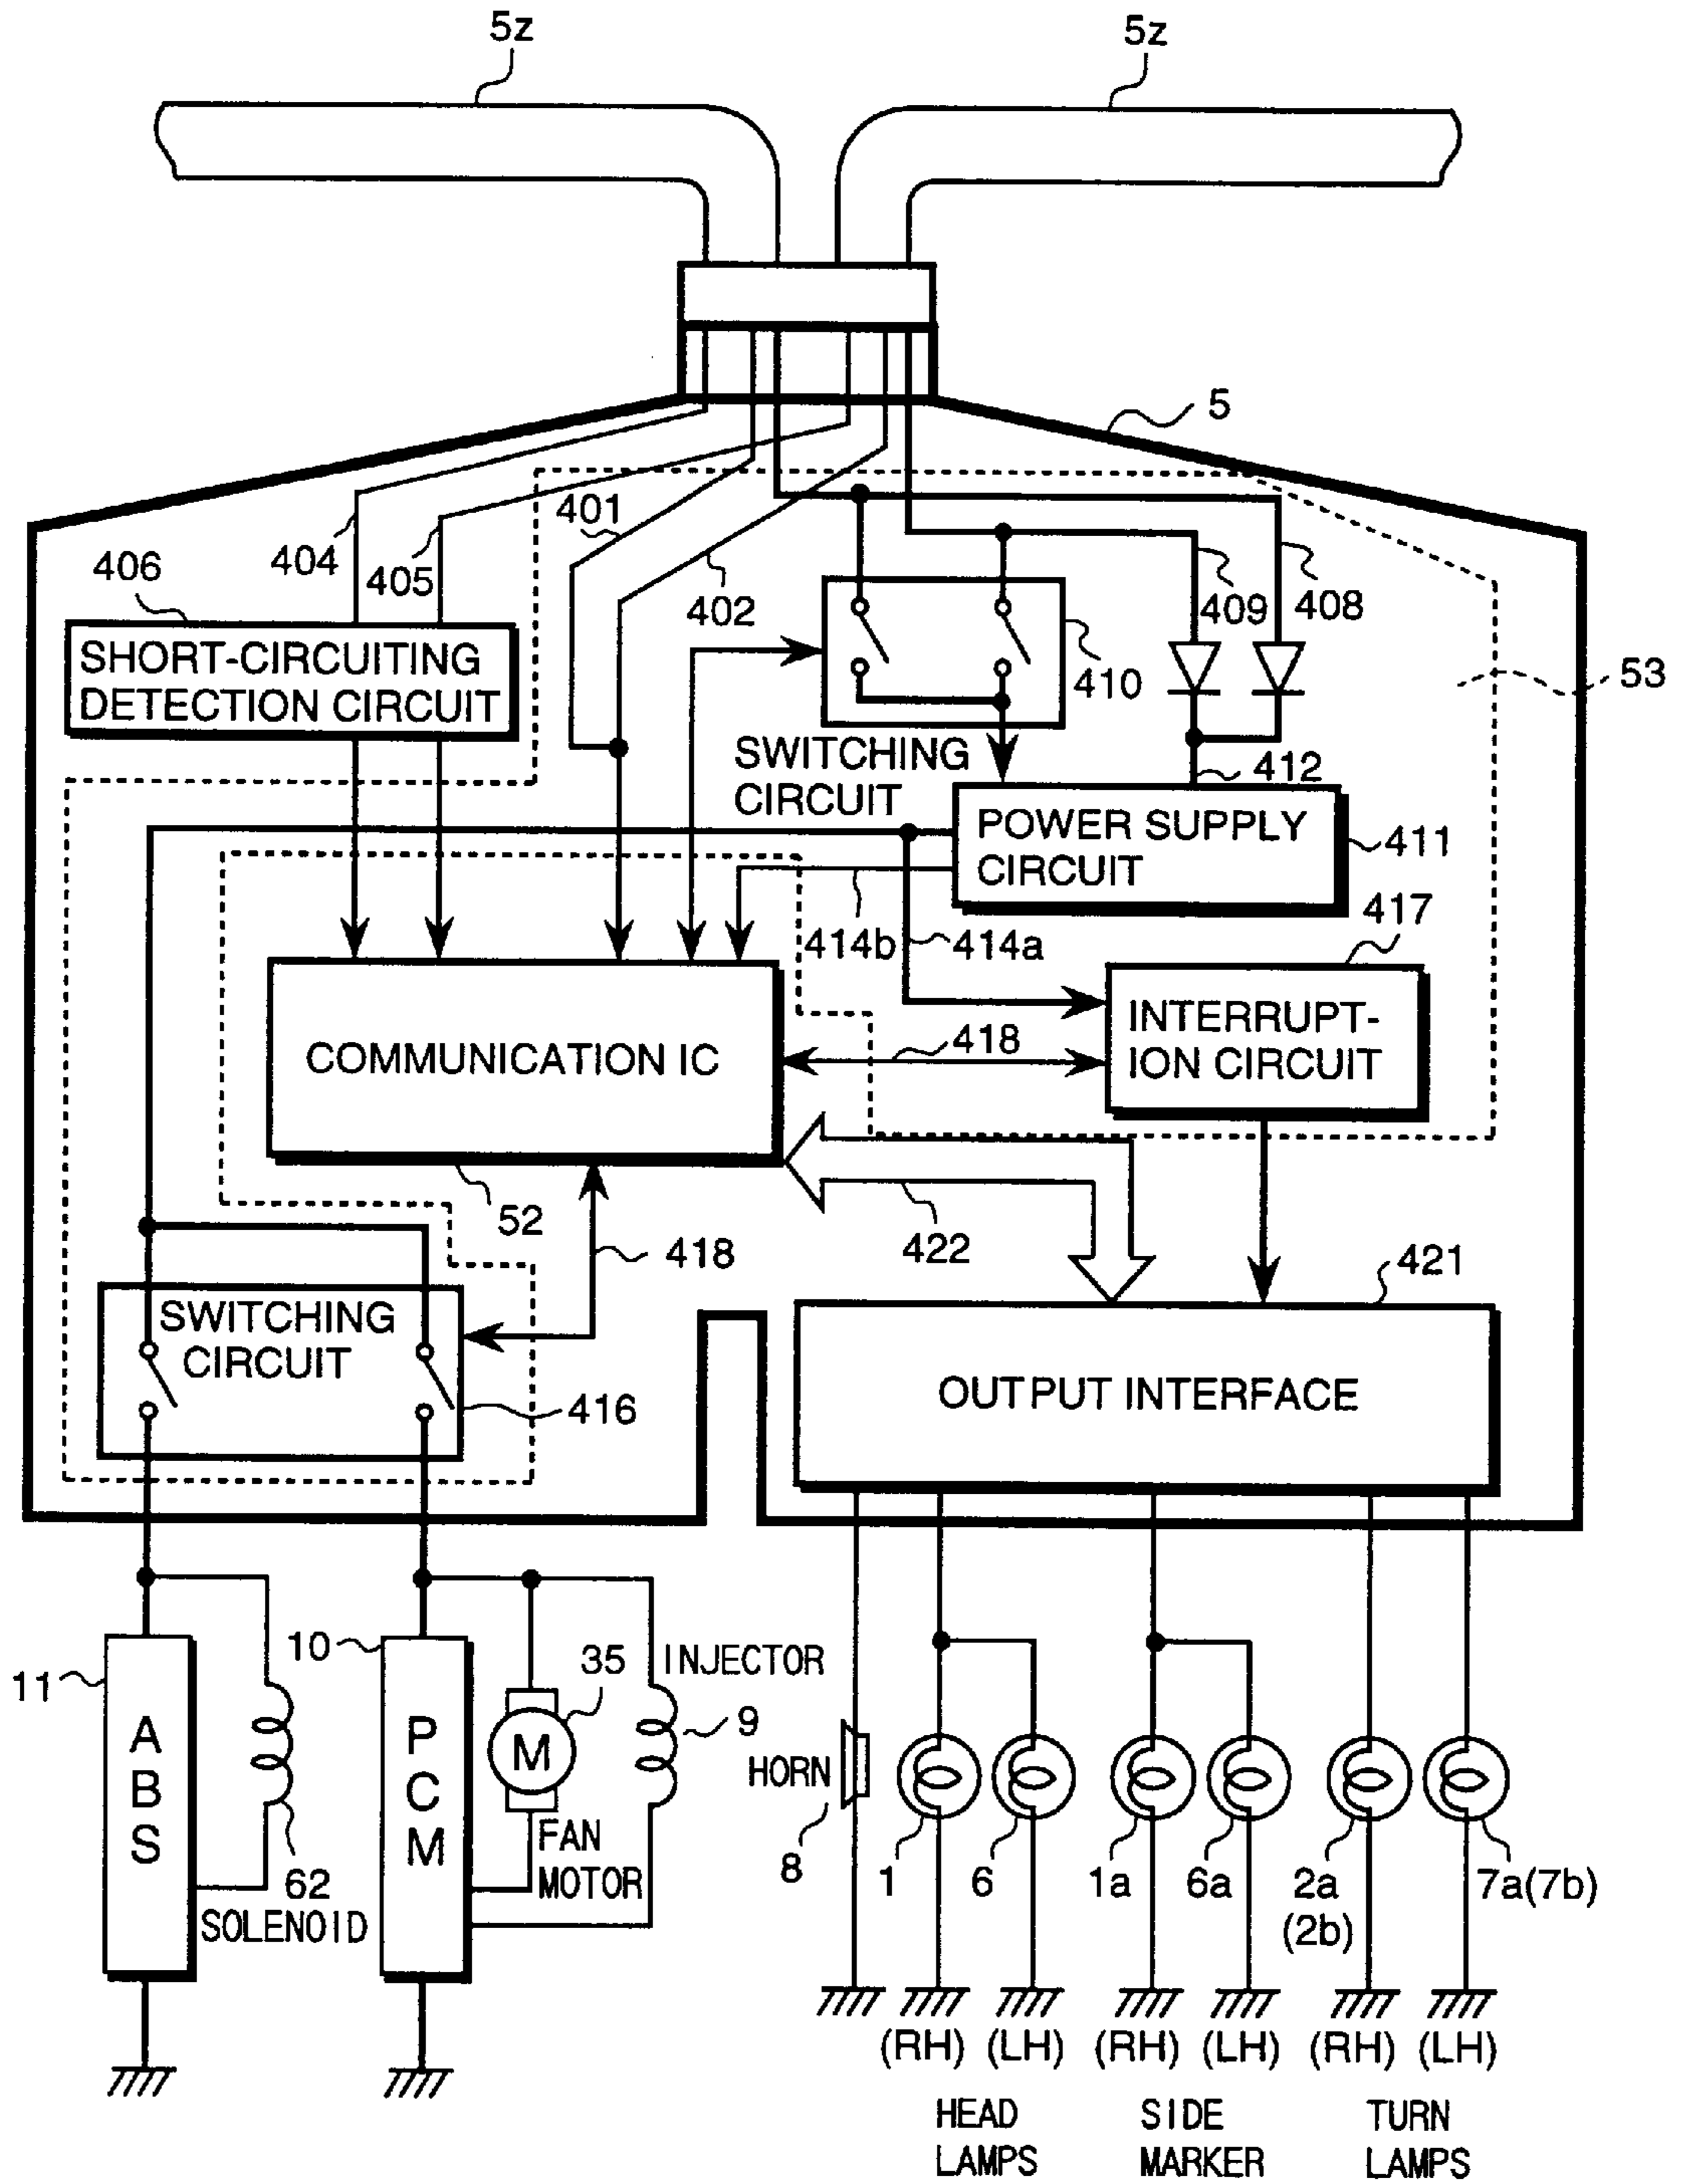 5z
5z
5
401
404
405
402
406
409
408
SHORT-CIRCUITING
DETECTION CIRCUIT
410
53
SWITCHING
CIRCUIT
412
POWER SUPPLY
CIRCUIT
411
417
414b
414a
INTERRUPT-
ION CIRCUIT
418
COMMUNICATION IC
52
418
422
421
SWITCHING
CIRCUIT
416
OUTPUT INTERFACE
11
10
35
INJECTOR
9
A
B
S
P
C
M
M
HORN
FAN
MOTOR
62
SOLENOID
8
1
6
1a
6a
2a
(2b)
7a(7b)
(RH)
(LH)
(RH)
(LH)
(RH)
(LH)
HEAD
LAMPS
SIDE
MARKER
TURN
LAMPS